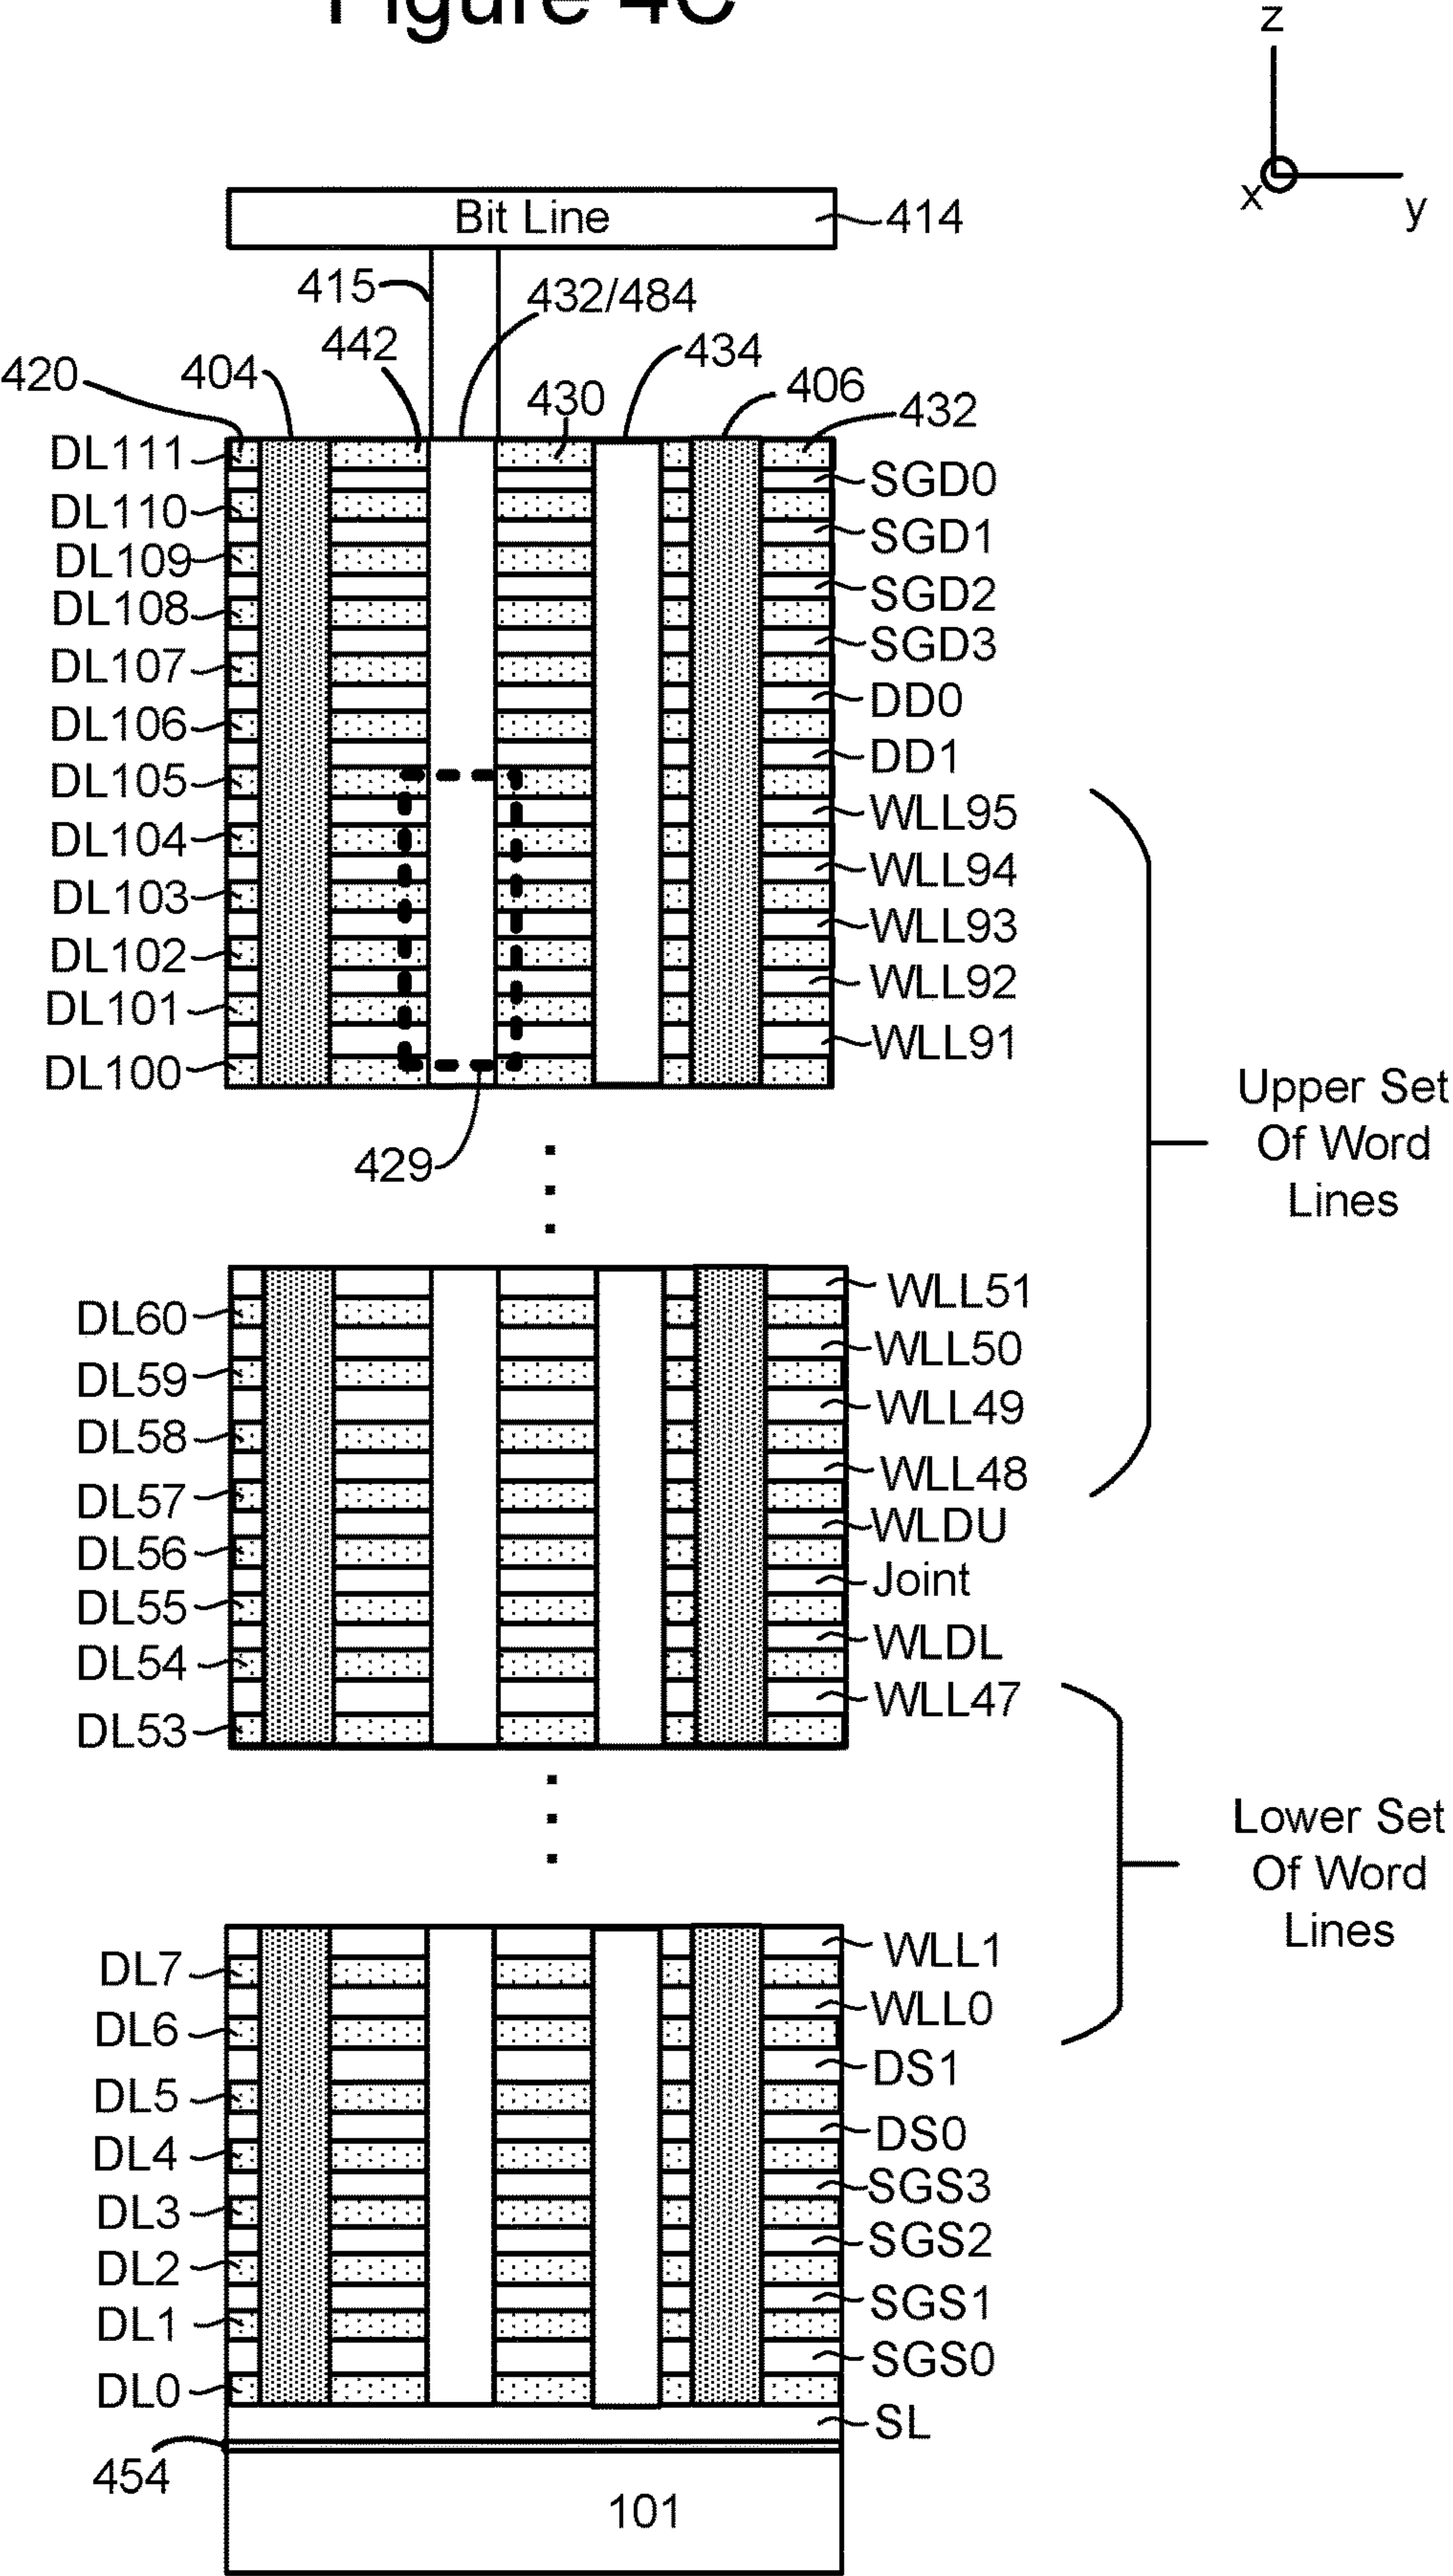 Figure 4C
z
x
y
Bit Line
414
415
432/484
442
434
420
404
430
406
432
DL111
SGD0
DL110
SGD1
DL109
SGD2
DL108
SGD3
DL107
DD0
DL106
DD1
DL105
WLL95
DL104
WLL94
DL103
WLL93
DL102
WLL92
DL101
WLL91
DL100
429
Upper Set
Of Word
Lines
WLL51
DL60
WLL50
DL59
WLL49
DL58
WLL48
DL57
WLDU
DL56
Joint
DL55
WLDL
DL54
WLL47
DL53
Lower Set
Of Word
Lines
WLL1
DL7
WLL0
DL6
DS1
DL5
DS0
DL4
SGS3
DL3
SGS2
DL2
SGS1
DL1
SGS0
DL0
SL
454
101